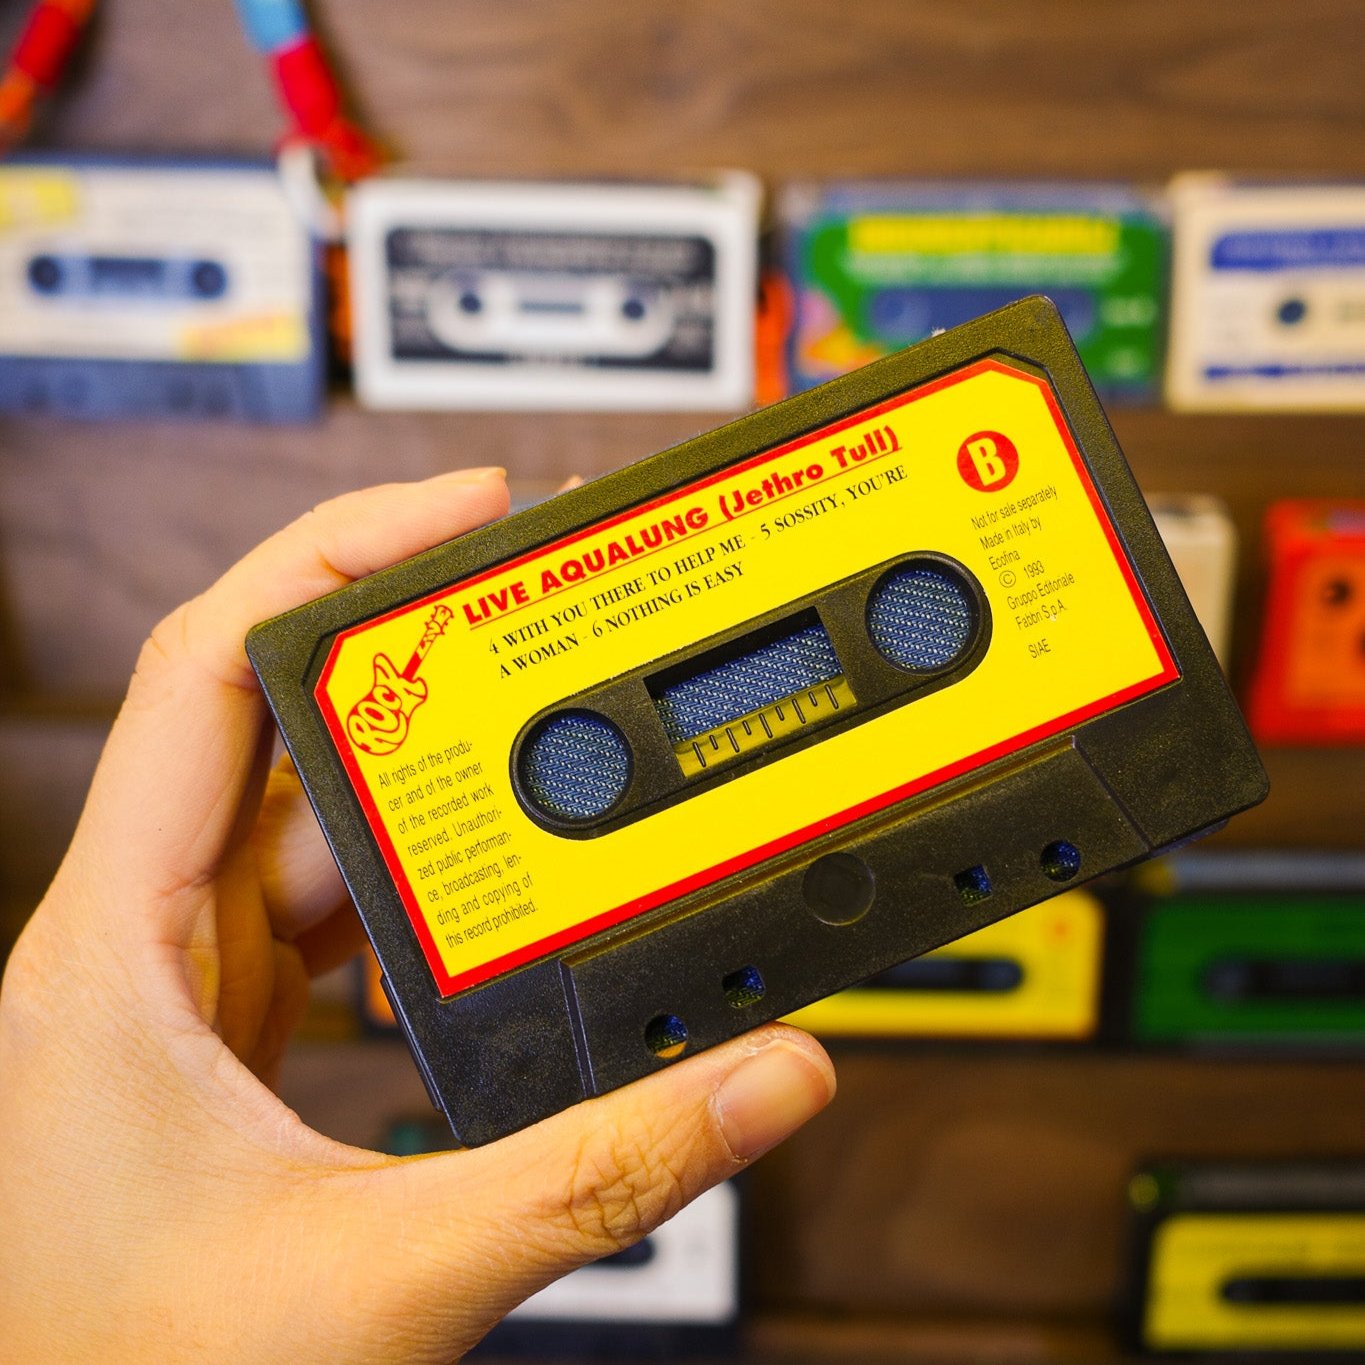 LIVE AQUALUNG (Jethro Tull)
4 WITH YOU THERE TO HELP ME - 5 SOSSITY, YOU'RE
A WOMAN - 6 NOTHING IS EASY
B
Not for sale separately
Made in Italy by
Ecofina
© 1993
Gruppo Editoriale
Fabbri S.p.A.
SIAE
ROCK
All rights of the produ-
cer and of the owner
of the recorded work
reserved. Unauthori-
zed public performan-
ce, broadcasting, len-
ding and copying of
this record prohibited.